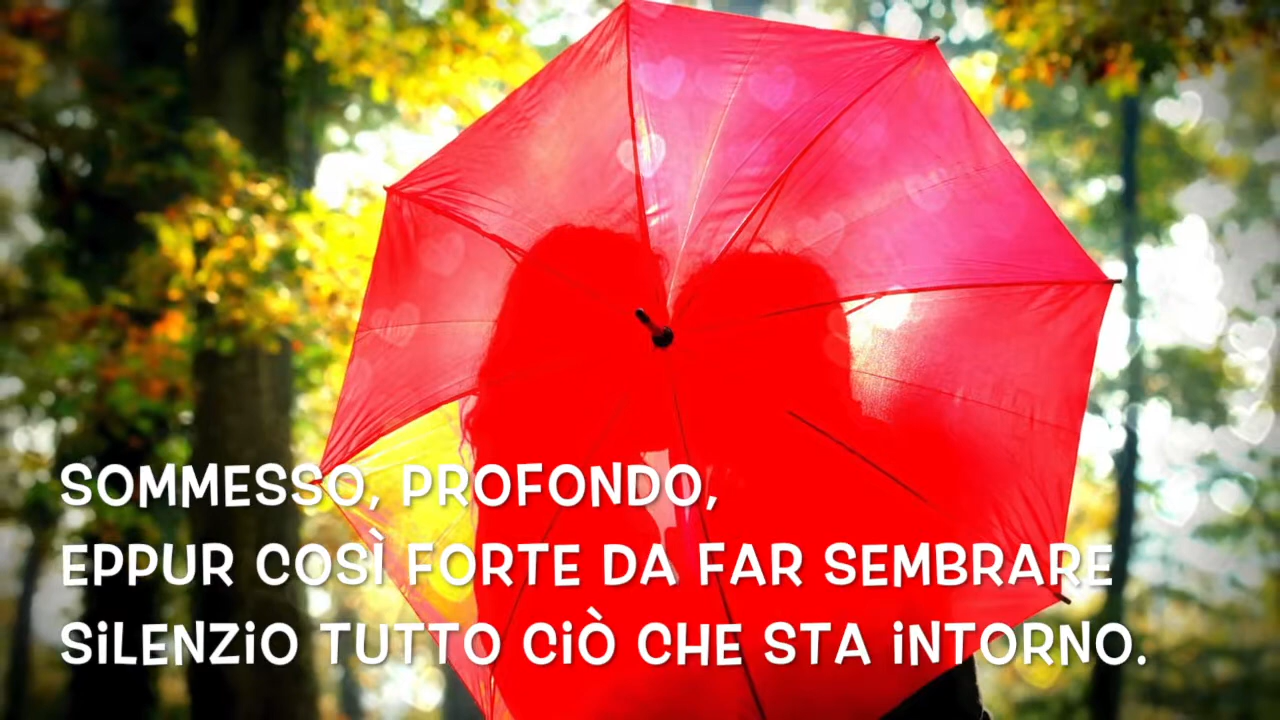 SOMMESSO, PROFONDO,
EPPUR COSÌ FORTE DA FAR SEMBRARE
SiLENZiO TUTTO CiÒ CHE STA iNTORNO.